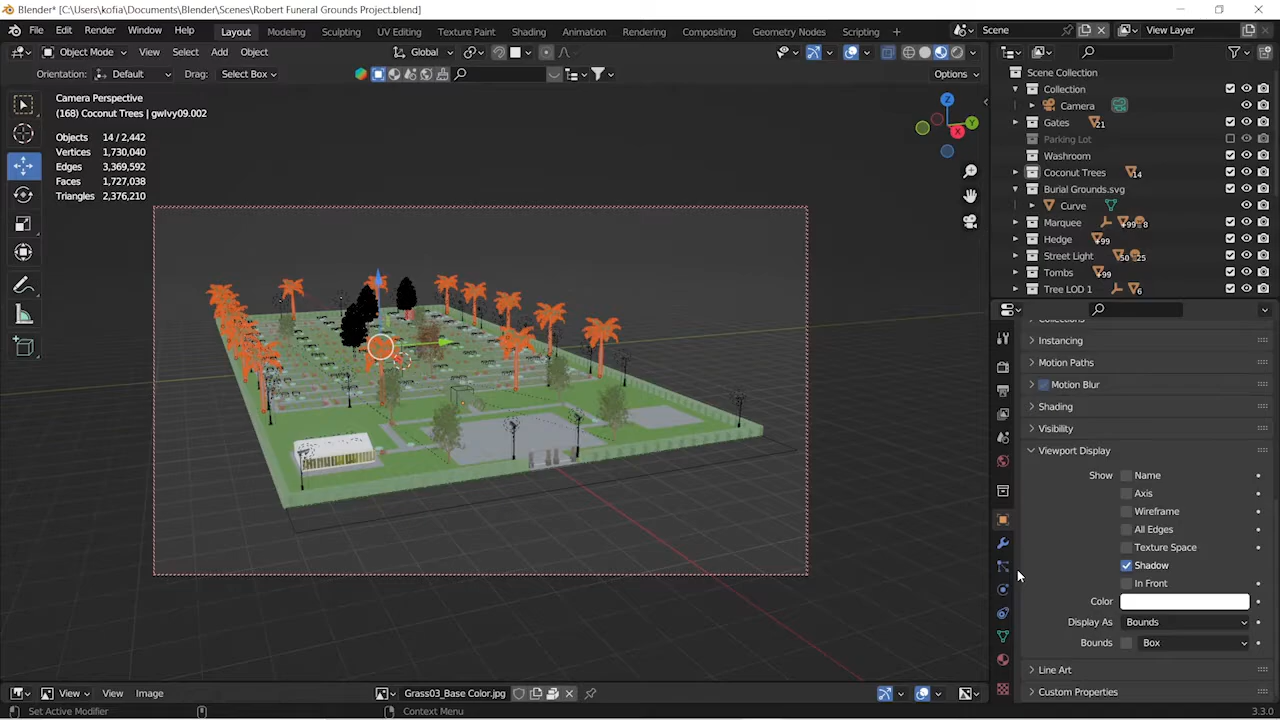 Blender* [C:\Users\kofia\Documents\Blender\Scenes\Robert Funeral Grounds Project.blend]
File Edit Render Window Help Layout Modeling Sculpting UV Editing Texture Paint Shading Animation Rendering Compositing Geometry Nodes Scripting + Scene View Layer
Object Mode View Select Add Object Global
Orientation: Default Drag: Select Box Options
Camera Perspective
(168) Coconut Trees | gwIvy09.002
Objects 14 / 2,442
Vertices 1,730,040
Edges 3,369,592
Faces 1,727,038
Triangles 2,376,210
Z
Y
X
Scene Collection
Collection
Camera
Gates 21
Parking Lot
Washroom
Coconut Trees 14
Burial Grounds.svg
Curve
Marquee +99 8
Hedge +99
Street Light 50 25
Tombs +99
Tree LOD 1 6
Instancing
Motion Paths
Motion Blur
Shading
Visibility
Viewport Display
Show Name
Axis
Wireframe
All Edges
Texture Space
Shadow
In Front
Color
Display As Bounds
Bounds Box
Line Art
Custom Properties
View View Image Grass03_Base Color.jpg
Set Active Modifier Context Menu 3.3.0